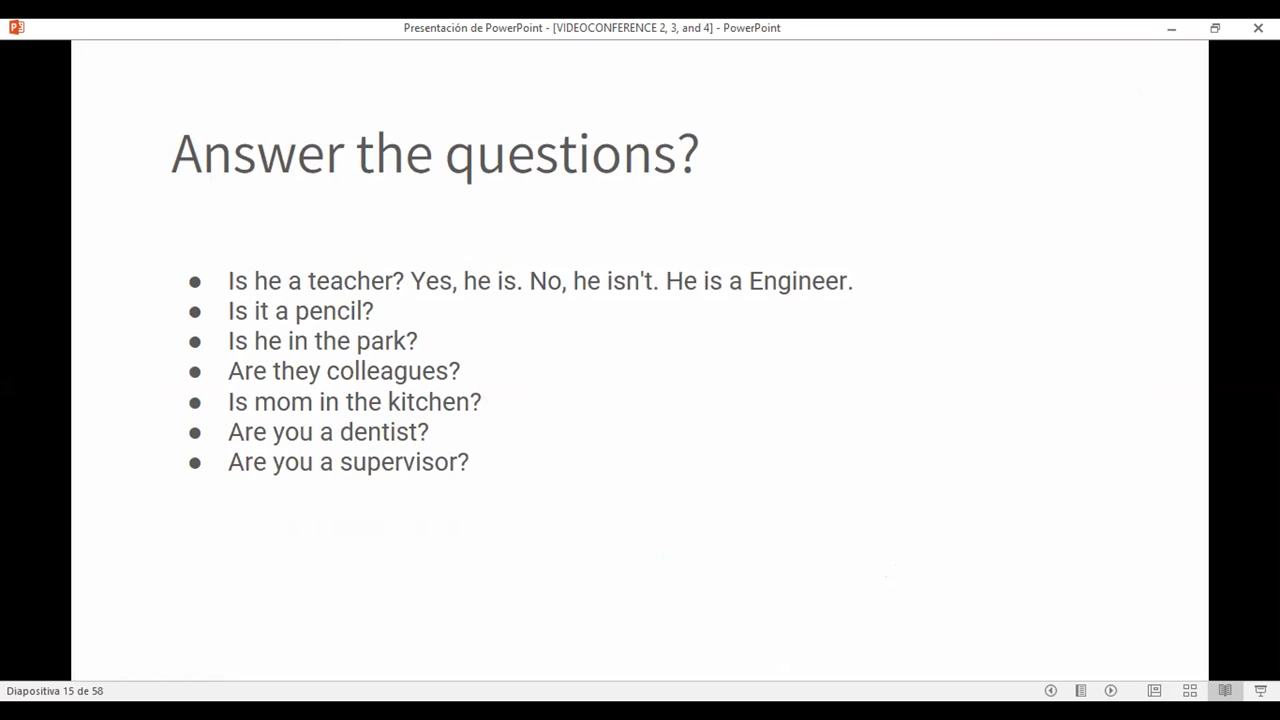 Presentación de PowerPoint - [VIDEOCONFERENCE 2, 3, and 4] - PowerPoint
Answer the questions?
● Is he a teacher? Yes, he is. No, he isn't. He is a Engineer.
● Is it a pencil?
● Is he in the park?
● Are they colleagues?
● Is mom in the kitchen?
● Are you a dentist?
● Are you a supervisor?
Diapositiva 15 de 58